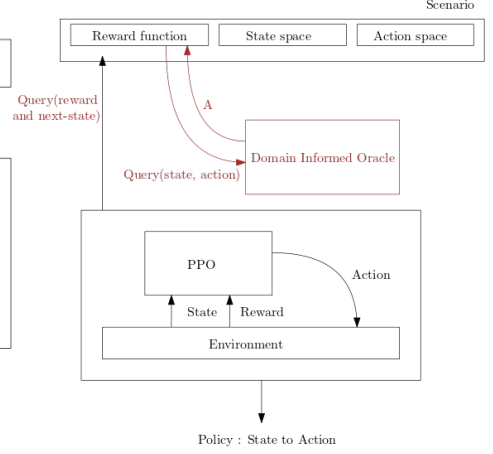 Scenario
Reward function
State space
Action space
Query(reward
and next-state)
A
Domain Informed Oracle
Query(state, action)
PPO
Action
State
Reward
Environment
Policy : State to Action